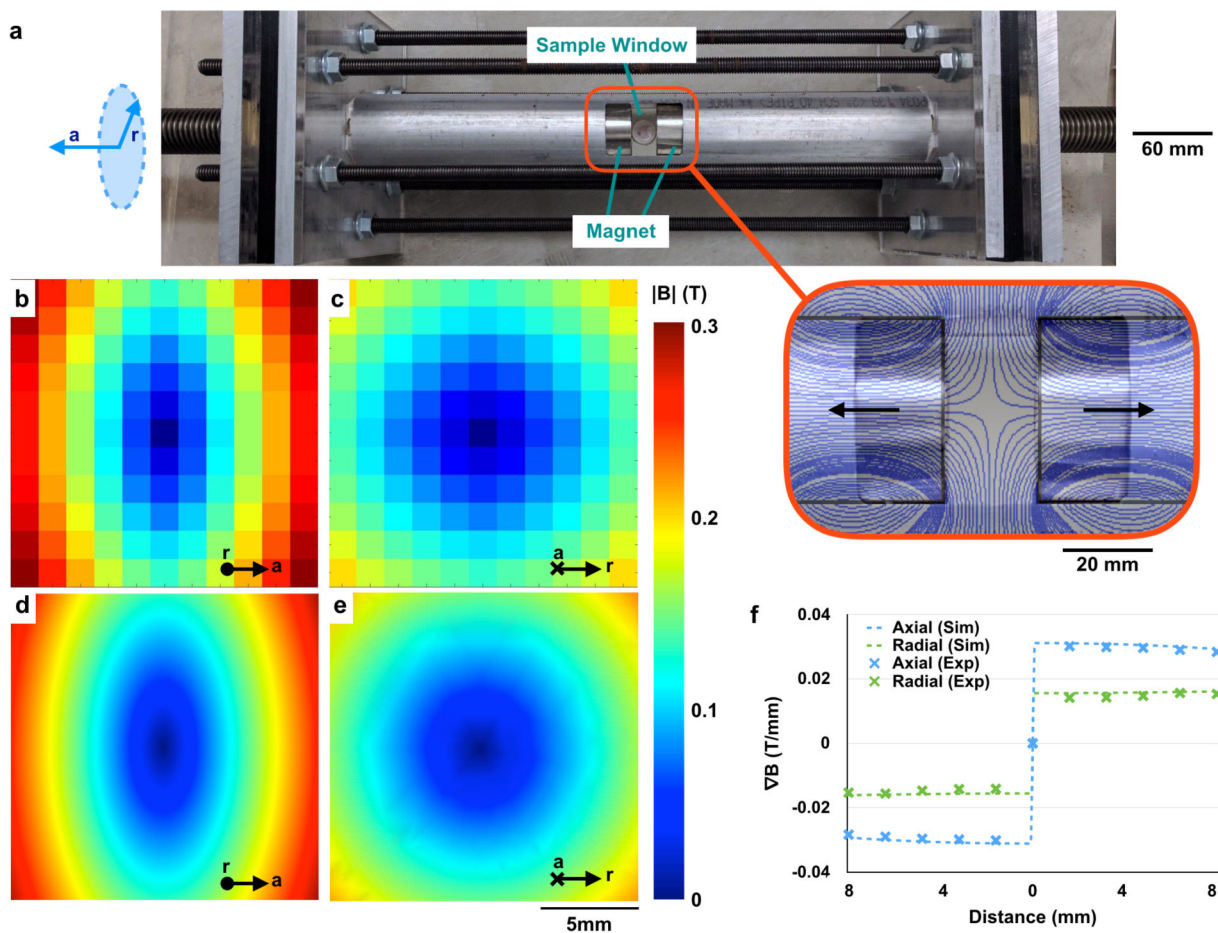 a
Sample Window
a
r
Magnet
60 mm
b
r
a
c
a
r
|B| (T)
0.3
0.2
0.1
0
20 mm
d
r
a
e
a
r
5mm
f
Axial (Sim)
Radial (Sim)
Axial (Exp)
Radial (Exp)
∇B (T/mm)
0.04
0.02
0
-0.02
-0.04
8
4
0
4
8
Distance (mm)